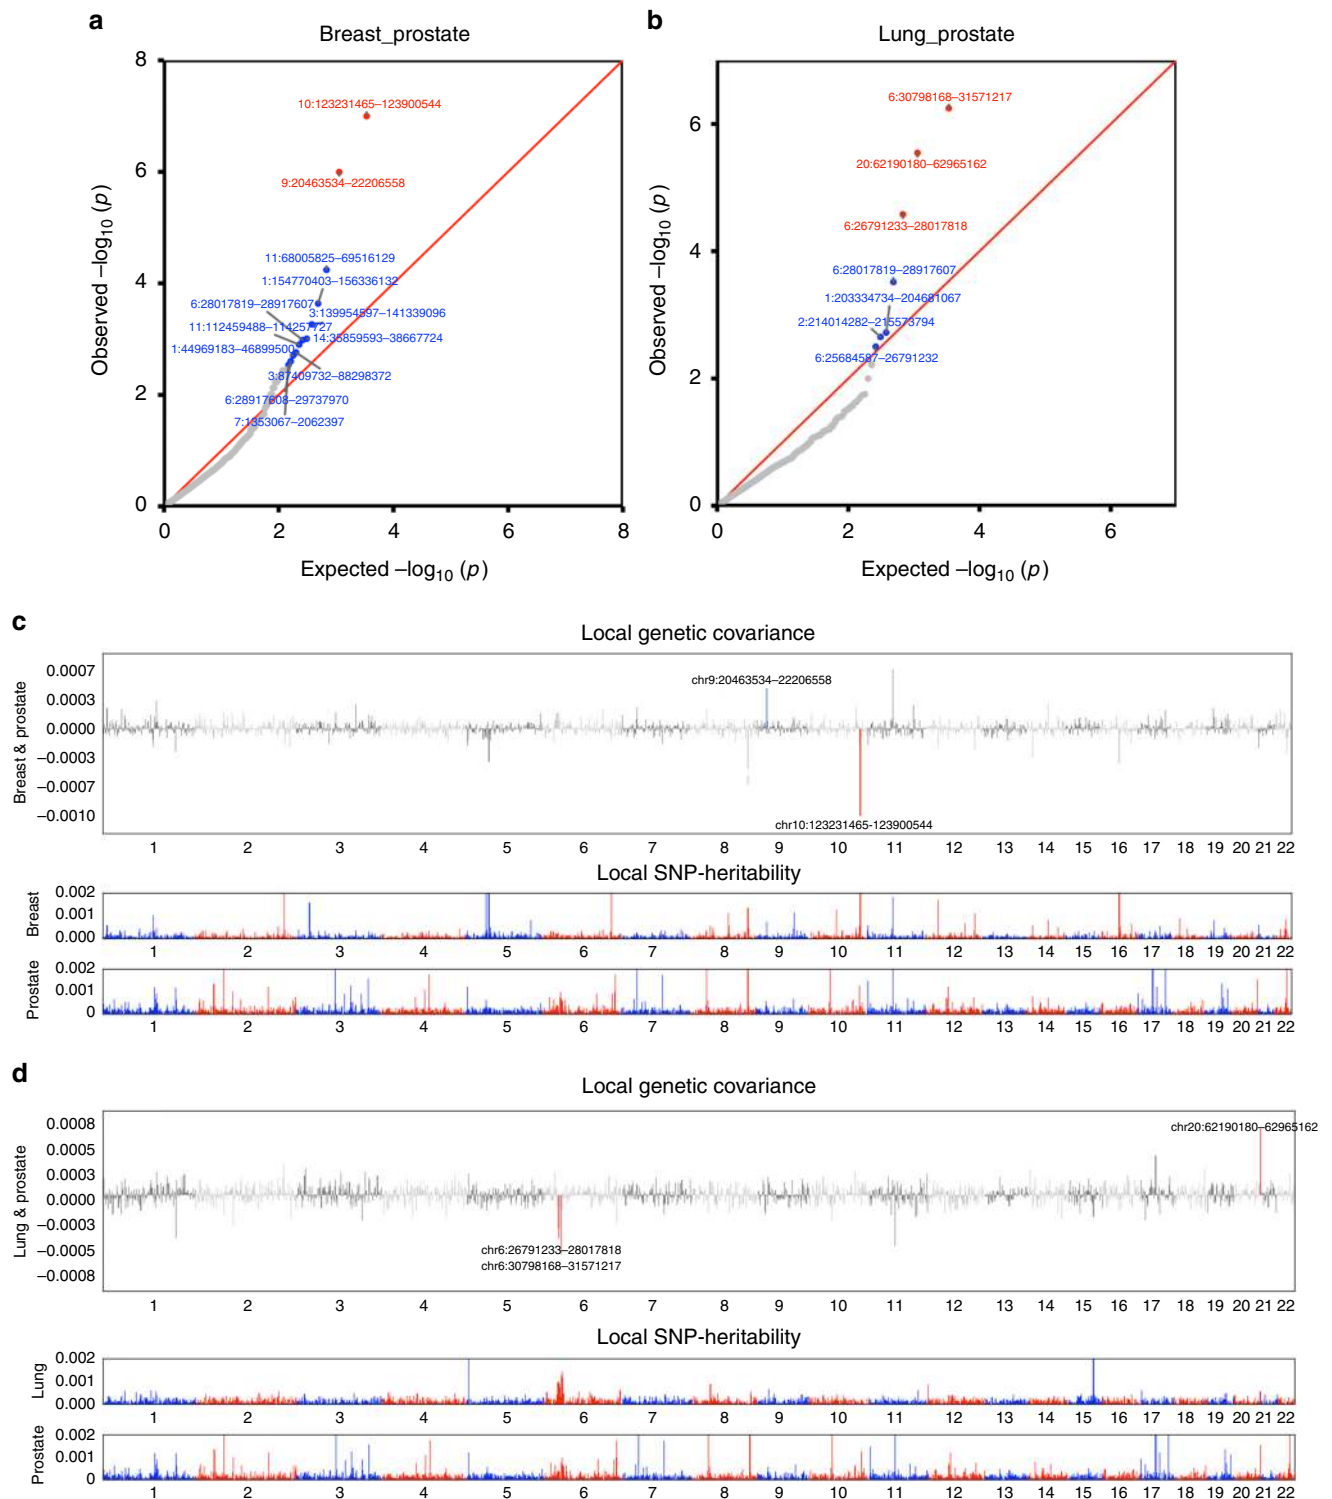 a
Breast_prostate
b
Lung_prostate
8
6
4
2
0
Observed –log10 (p)
10:123231465–123900544
9:20463534–22206558
11:68005825–69516129
1:154770403–156336132
6:28017819–28917607
3:139954597–141339096
11:112459488–114257727
14:35859593–38667724
1:44969183–46899500
3:87409732–88298372
6:28917608–29737970
7:1353067–2062397
0 2 4 6 8
Expected –log10 (p)
6
4
2
0
Observed –log10 (p)
6:30798168–31571217
20:62190180–62965162
6:26791233–28017818
6:28017819–28917607
1:203334734–204681067
2:214014282–215573794
6:25684587–26791232
0 2 4 6
Expected –log10 (p)
c
Local genetic covariance
Breast & prostate
0.0007
0.0003
0.0000
–0.0003
–0.0007
–0.0010
chr9:20463534–22206558
chr10:123231465-123900544
1 2 3 4 5 6 7 8 9 10 11 12 13 14 15 16 17 18 19 20 21 22
Local SNP-heritability
Breast
0.002
0.001
0.000
1 2 3 4 5 6 7 8 9 10 11 12 13 14 15 16 17 18 19 20 21 22
Prostate
0.002
0.001
0
1 2 3 4 5 6 7 8 9 10 11 12 13 14 15 16 17 18 19 20 21 22
d
Local genetic covariance
Lung & prostate
0.0008
0.0005
0.0003
0.0000
–0.0003
–0.0005
–0.0008
chr20:62190180–62965162
chr6:26791233–28017818
chr6:30798168–31571217
1 2 3 4 5 6 7 8 9 10 11 12 13 14 15 16 17 18 19 20 21 22
Local SNP-heritability
Lung
0.002
0.001
0.000
1 2 3 4 5 6 7 8 9 10 11 12 13 14 15 16 17 18 19 20 21 22
Prostate
0.002
0.001
0
1 2 3 4 5 6 7 8 9 10 11 12 13 14 15 16 17 18 19 20 21 22